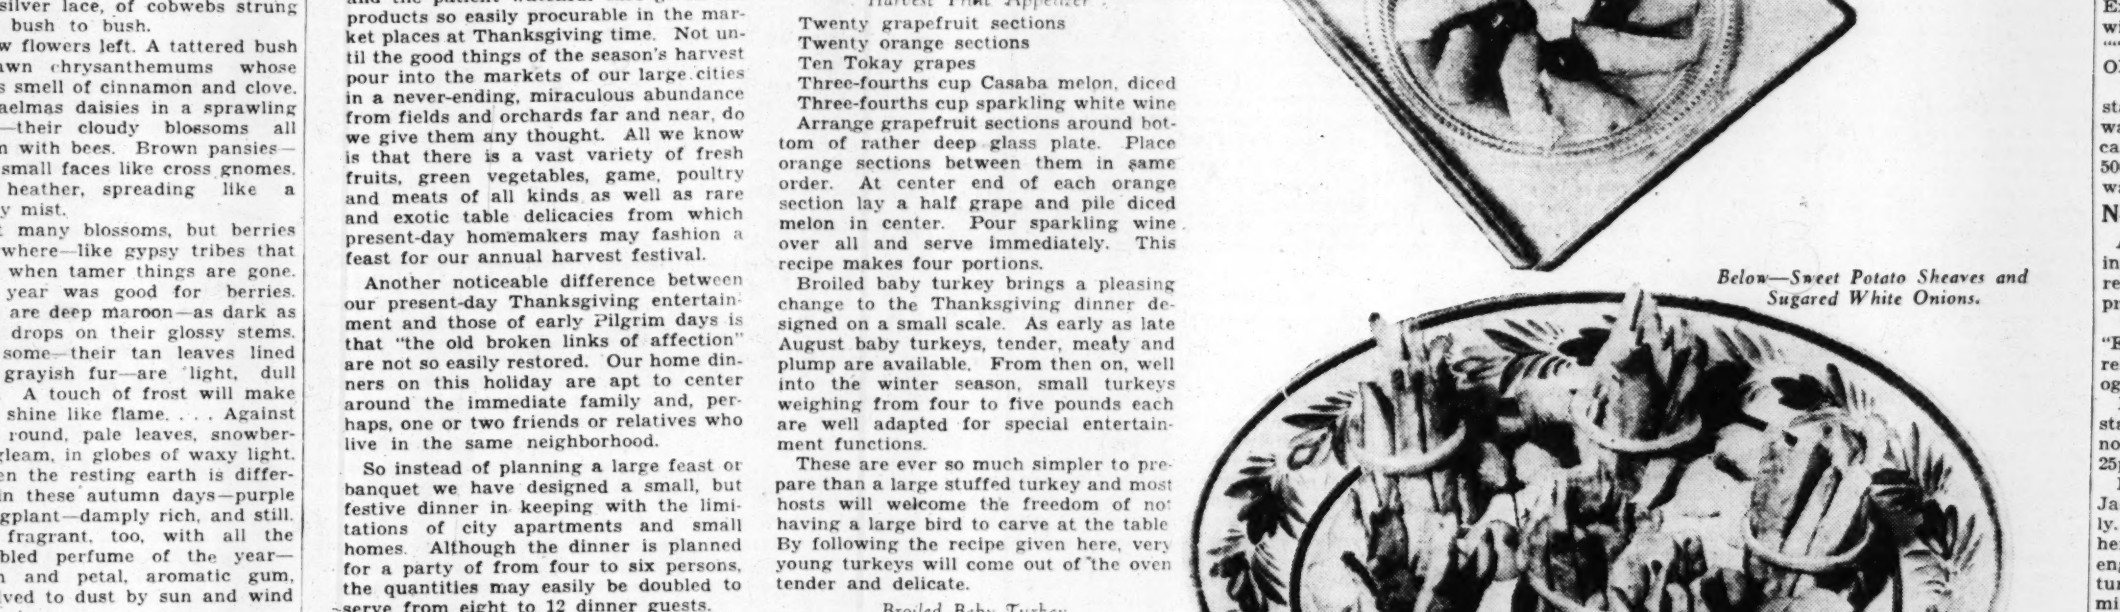 silver lace, of cobwebs strung
bush to bush.
flowers left. A tattered bush
chrysanthemums whose
smell of cinnamon and clove.
daisies in a sprawling
—their cloudy blossoms all
with bees. Brown pansies—
small faces like cross gnomes.
heather, spreading like a
mist.
many blossoms, but berries
where—like gypsy tribes that
when tamer things are gone.
year was good for berries.
are deep maroon—as dark as
drops on their glossy stems.
some—their tan leaves lined
grayish fur—are light, dull
A touch of frost will make
shine like flame. . . . Against
round, pale leaves, snowber-
gleam, in globes of waxy light.
the resting earth is differ-
in these autumn days—purple
—damply rich, and still.
fragrant, too, with all the
perfume of the year—
and petal, aromatic gum,
to dust by sun and wind
products so easily procurable in the mar-
ket places at Thanksgiving time. Not un-
til the good things of the season's harvest
pour into the markets of our large cities
in a never-ending, miraculous abundance
from fields and orchards far and near, do
we give them any thought. All we know
is that there is a vast variety of fresh
fruits, green vegetables, game, poultry
and meats of all kinds as well as rare
and exotic table delicacies from which
present-day homemakers may fashion a
feast for our annual harvest festival.
Another noticeable difference between
our present-day Thanksgiving entertain-
ment and those of early Pilgrim days is
that "the old broken links of affection"
are not so easily restored. Our home din-
ners on this holiday are apt to center
around the immediate family and, per-
haps, one or two friends or relatives who
live in the same neighborhood.
So instead of planning a large feast or
banquet we have designed a small, but
festive dinner in keeping with the limi-
tations of city apartments and small
homes. Although the dinner is planned
for a party of from four to six persons,
the quantities may easily be doubled to
serve from eight to 12 dinner guests.
Twenty grapefruit sections
Twenty orange sections
Ten Tokay grapes
Three-fourths cup Casaba melon, diced
Three-fourths cup sparkling white wine
Arrange grapefruit sections around bot-
tom of rather deep glass plate. Place
orange sections between them in same
order. At center end of each orange
section lay a half grape and pile diced
melon in center. Pour sparkling wine
over all and serve immediately. This
recipe makes four portions.
Broiled baby turkey brings a pleasing
change to the Thanksgiving dinner de-
signed on a small scale. As early as late
August baby turkeys, tender, meaty and
plump are available. From then on, well
into the winter season, small turkeys
weighing from four to five pounds each
are well adapted for special entertain-
ment functions.
These are ever so much simpler to pre-
pare than a large stuffed turkey and most
hosts will welcome the freedom of not
having a large bird to carve at the table
By following the recipe given here, very
young turkeys will come out of the oven
tender and delicate.
Broiled Baby Turkey
Below—Sweet Potato Sheaves and
Sugared White Onions.